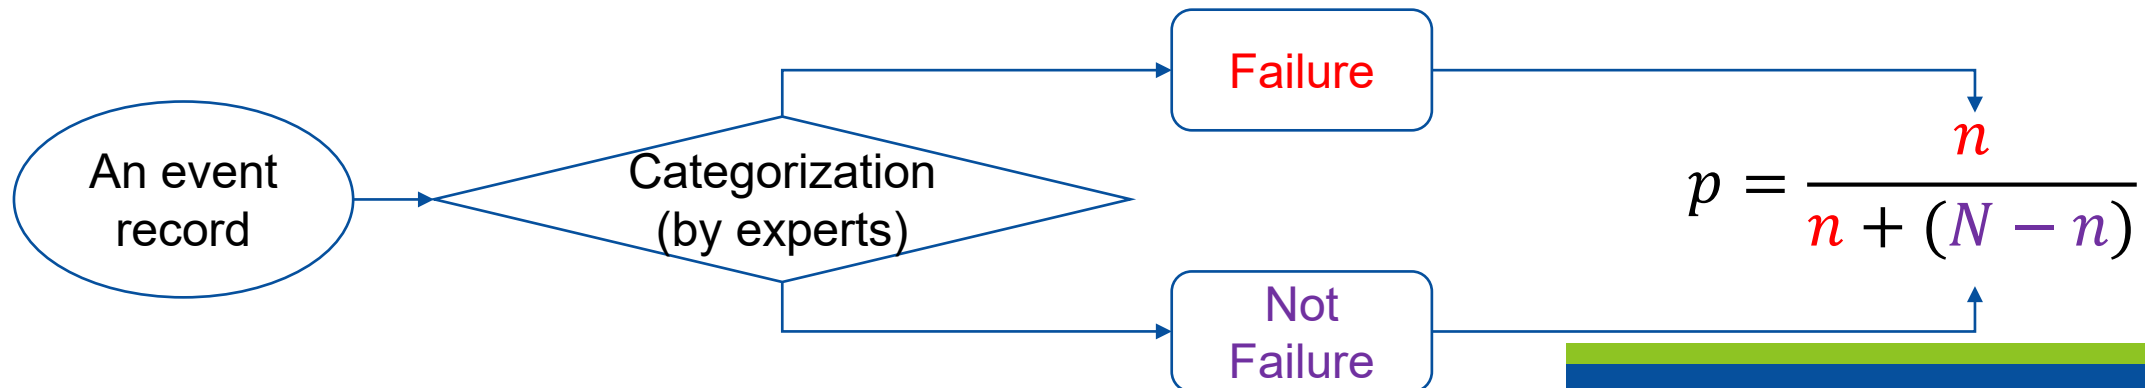 An event
record
Categorization
(by experts)
Failure
Not
Failure
n
p =
n + (N − n)